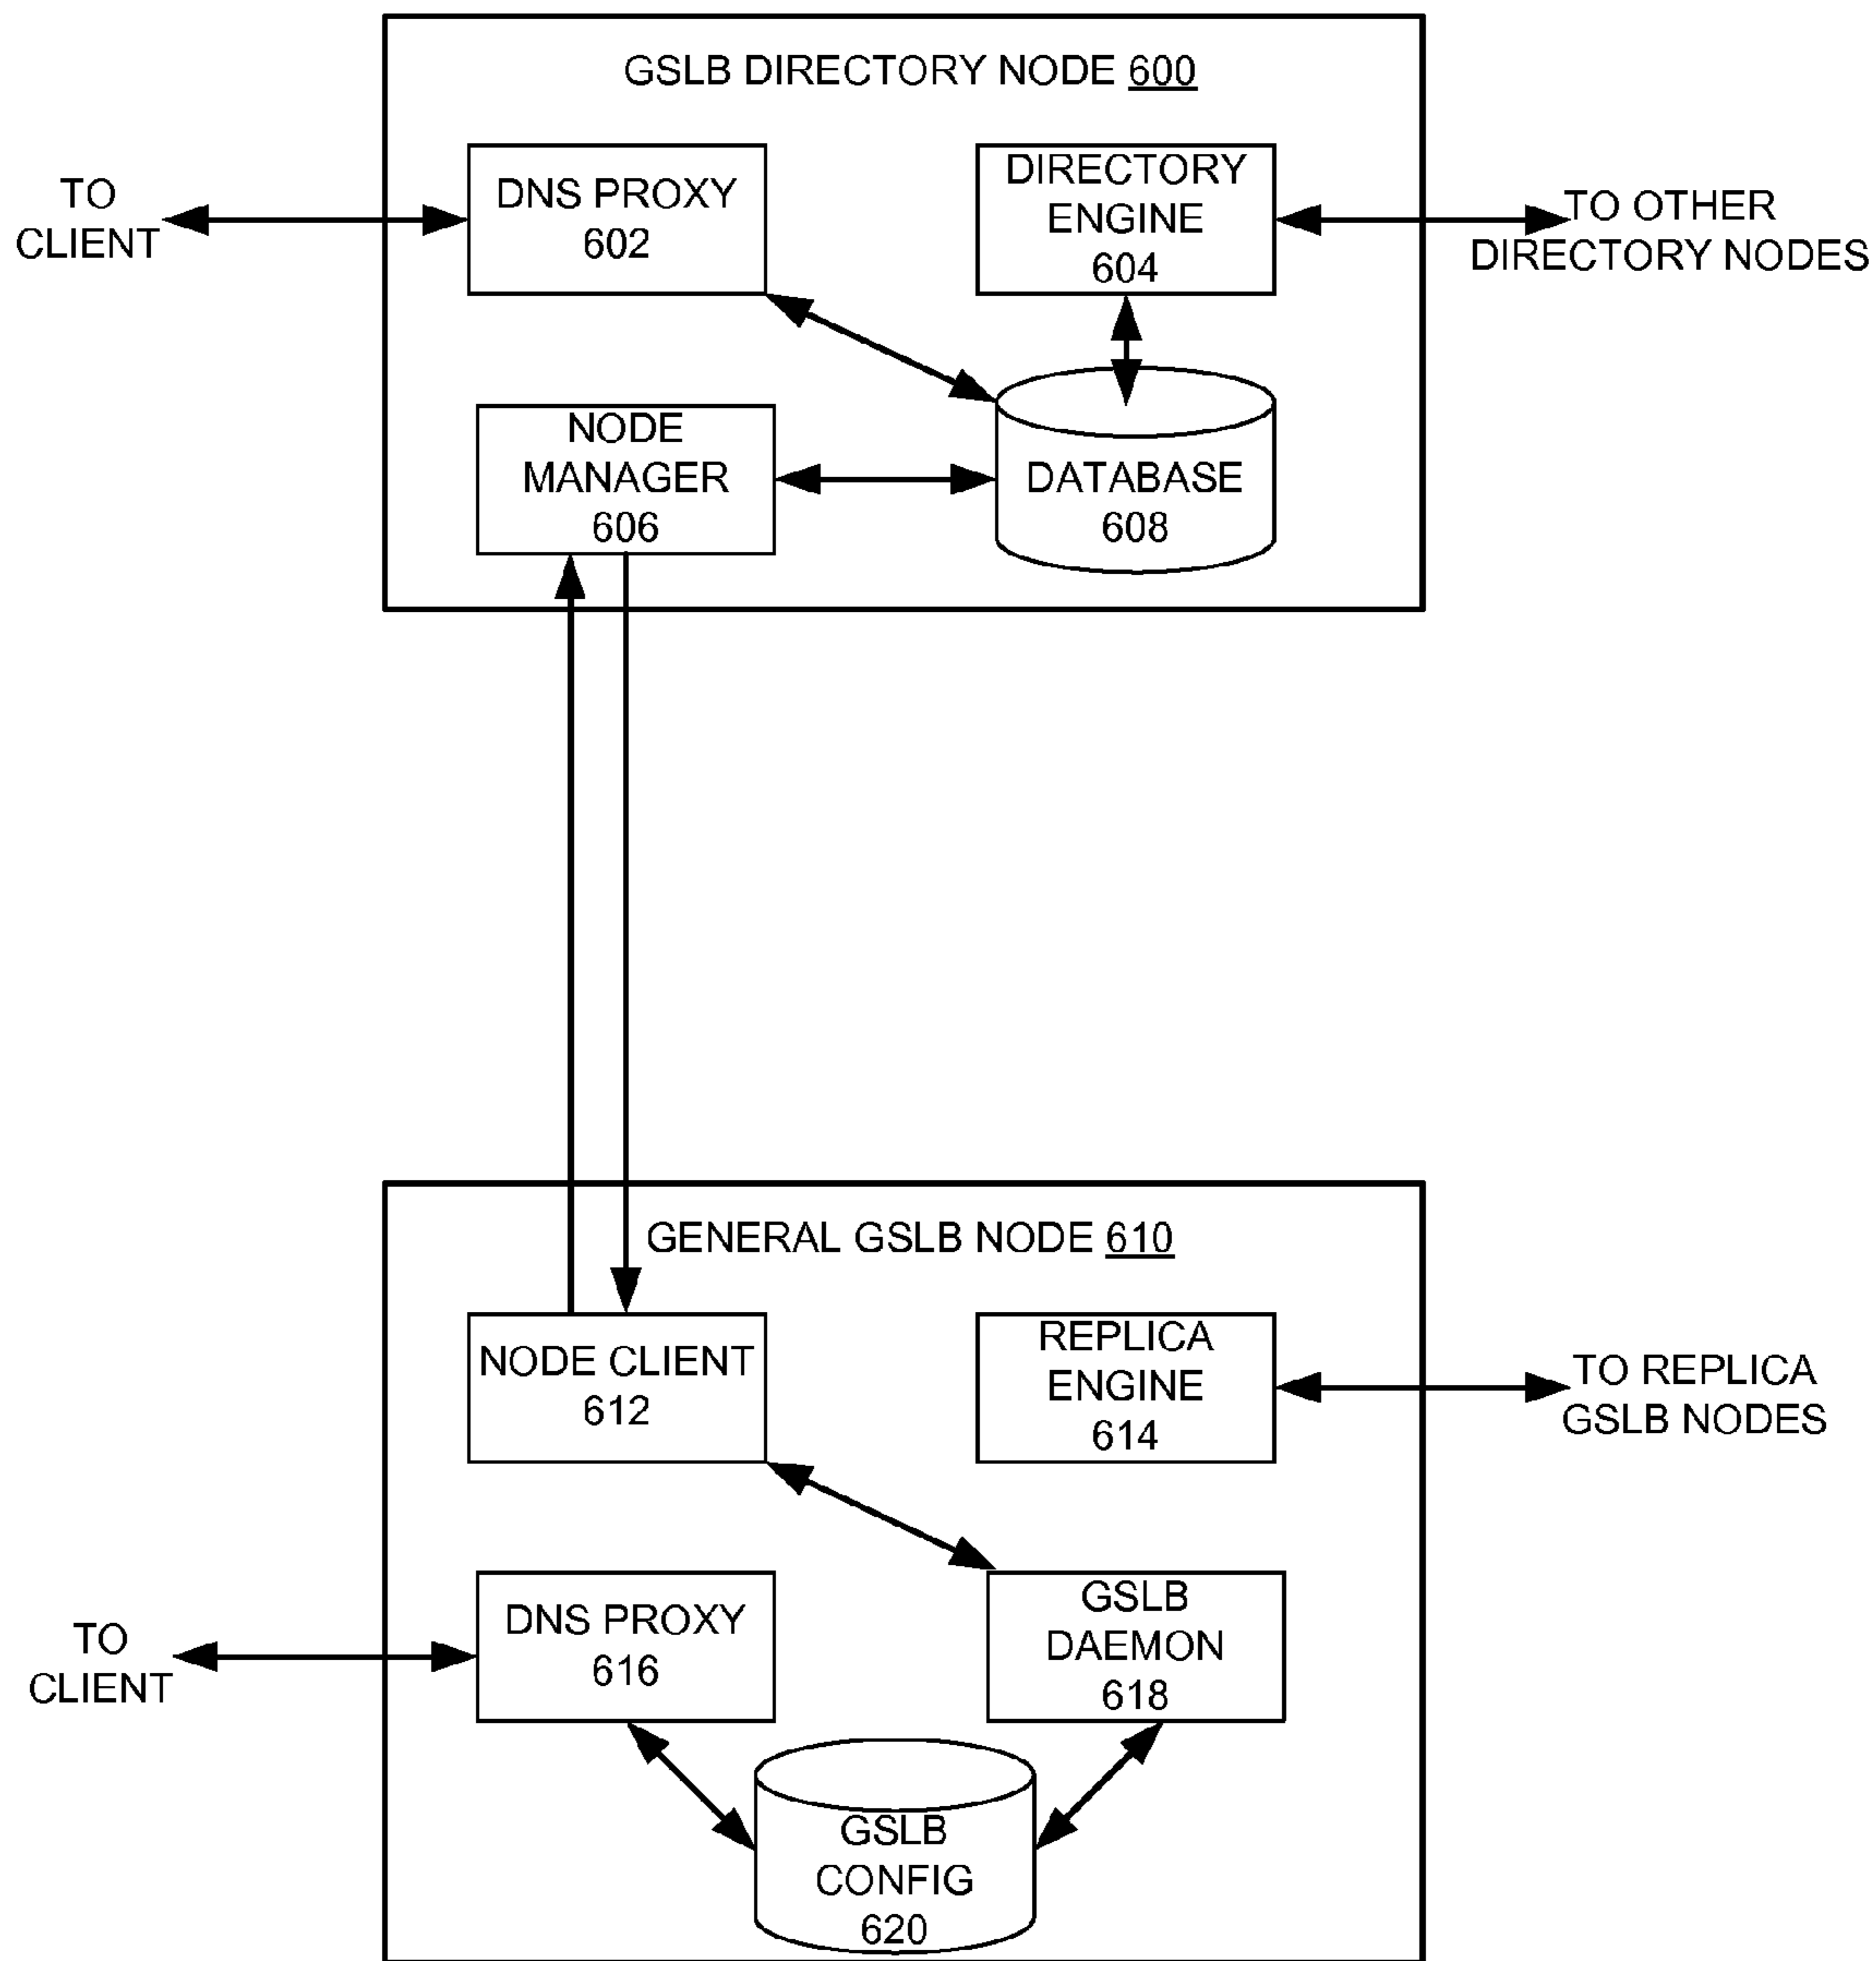 GSLB DIRECTORY NODE 600
TO
CLIENT
DNS PROXY
602
DIRECTORY
ENGINE
604
TO OTHER
DIRECTORY NODES
NODE
MANAGER
606
DATABASE
608
GENERAL GSLB NODE 610
NODE CLIENT
612
REPLICA
ENGINE
614
TO REPLICA
GSLB NODES
TO
CLIENT
DNS PROXY
616
GSLB
DAEMON
618
GSLB
CONFIG
620